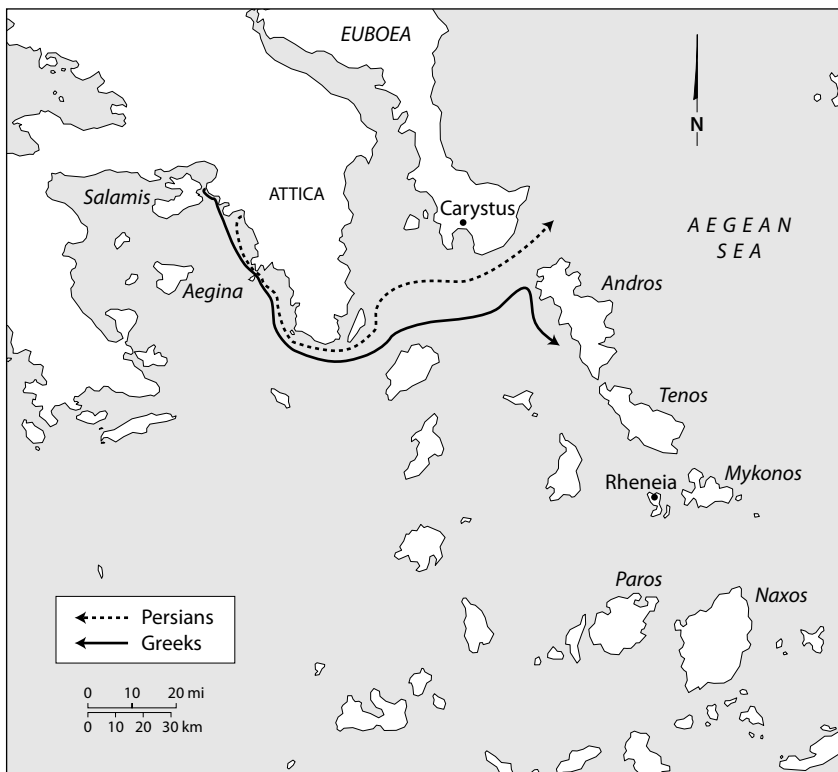 EUBOEA
N
Salamis
ATTICA
Carystus
AEGEAN
SEA
Aegina
Andros
Tenos
Rheneia
Mykonos
Paros
Naxos
Persians
Greeks
0 10 20 mi
0 10 20 30 km